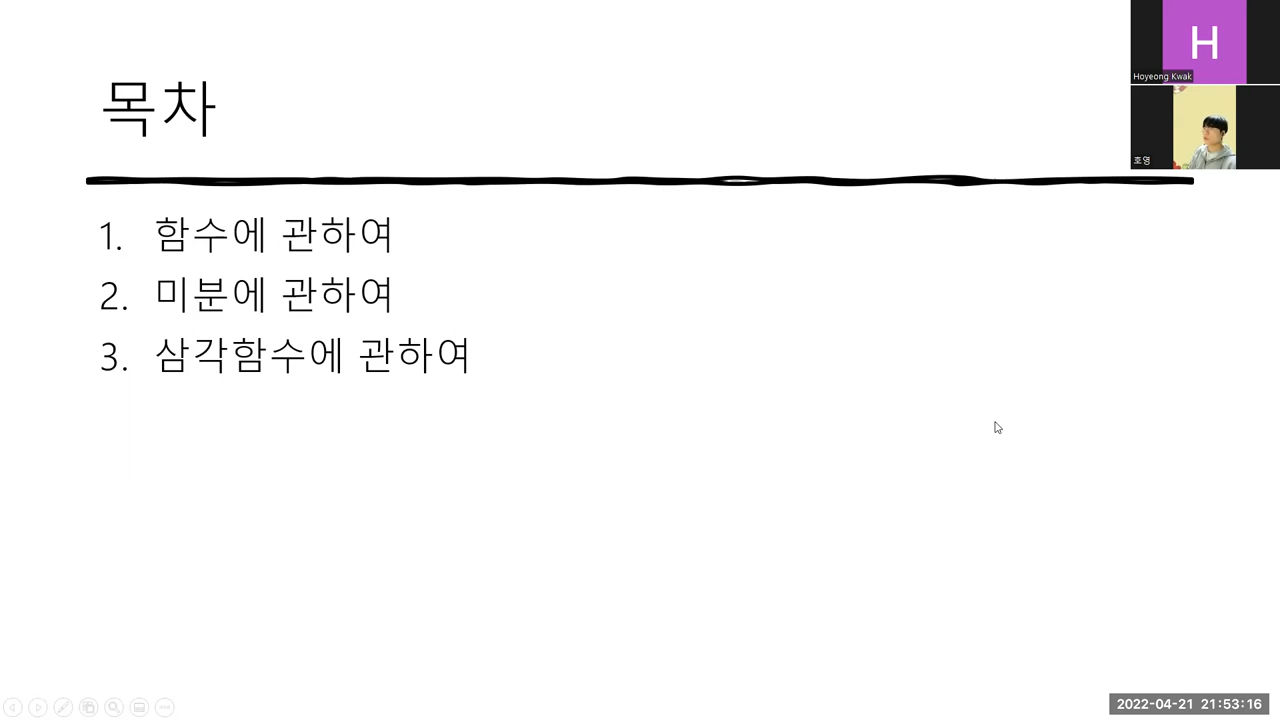 목차
H
Hoyeong Kwak
호영
1. 함수에 관하여
2. 미분에 관하여
3. 삼각함수에 관하여
2022-04-21 21:53:16